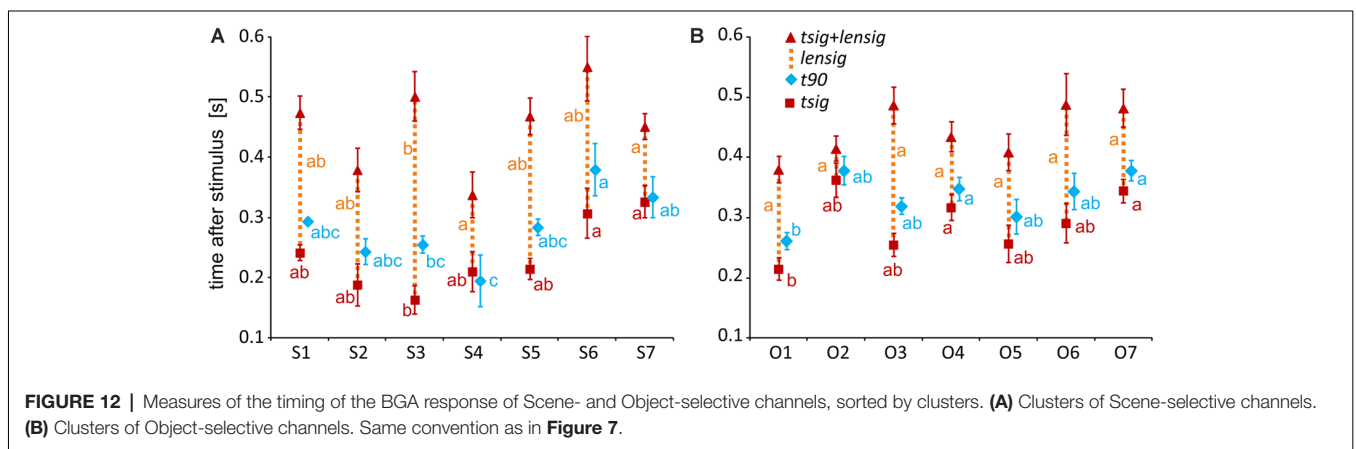 A
B
time after stimulus [s]
0.6
0.5
0.4
0.3
0.2
0.1
ab
abc
ab
ab
abc
ab
b
bc
b
a
ab
c
ab
abc
ab
ab
a
a
a
ab
a
S1 S2 S3 S4 S5 S6 S7
0.6
0.5
0.4
0.3
0.2
0.1
tsig+lensig
lensig
t90
tsig
a
b
b
a
ab
ab
a
ab
ab
a
a
a
a
ab
ab
a
ab
ab
a
a
a
O1 O2 O3 O4 O5 O6 O7
FIGURE 12 | Measures of the timing of the BGA response of Scene- and Object-selective channels, sorted by clusters. (A) Clusters of Scene-selective channels.
(B) Clusters of Object-selective channels. Same convention as in Figure 7.